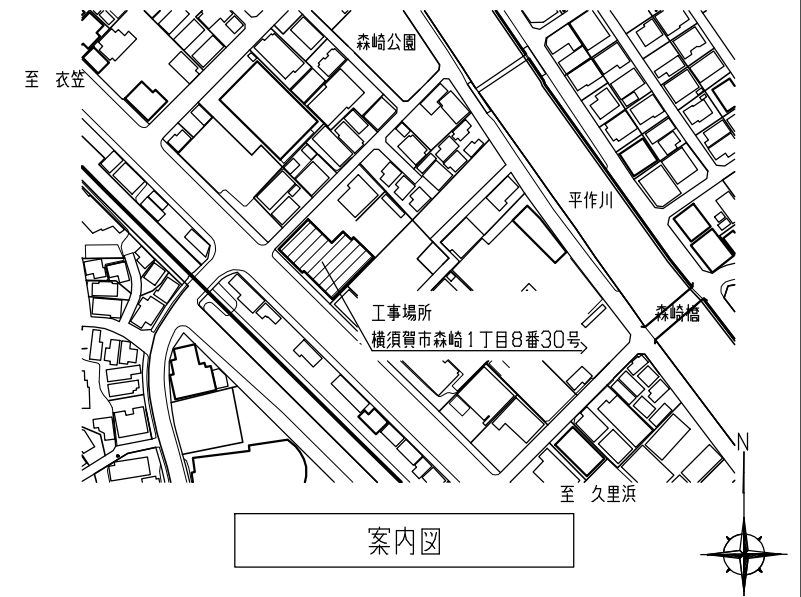 森崎公園
至 衣笠
平作川
工事場所
森崎橋
横須賀市森崎1丁目8番30号
N
至 久里浜
案内図